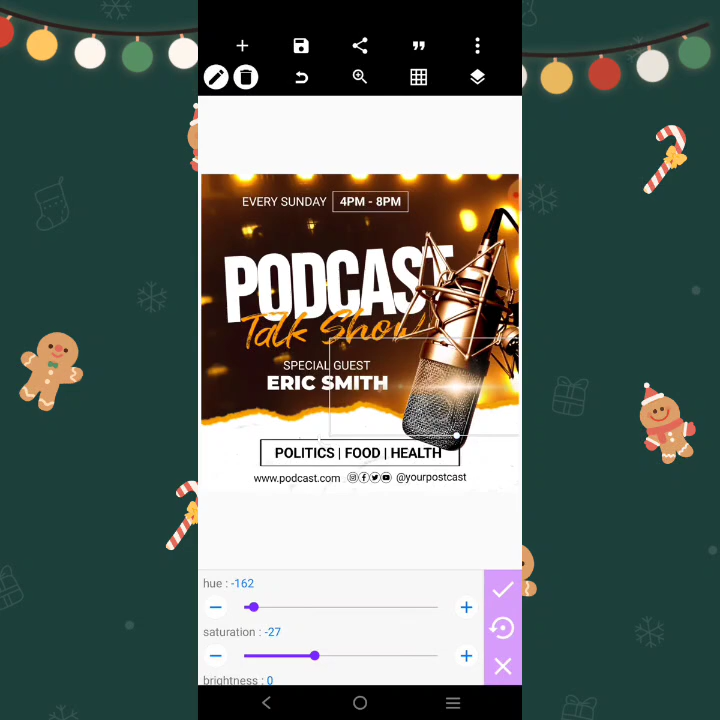 EVERY SUNDAY 4PM - 8PM
PODCAST
Talk Show
SPECIAL GUEST
ERIC SMITH
POLITICS | FOOD | HEALTH
www.podcast.com @yourpostcast
hue : -162
saturation : -27
brightness : 0